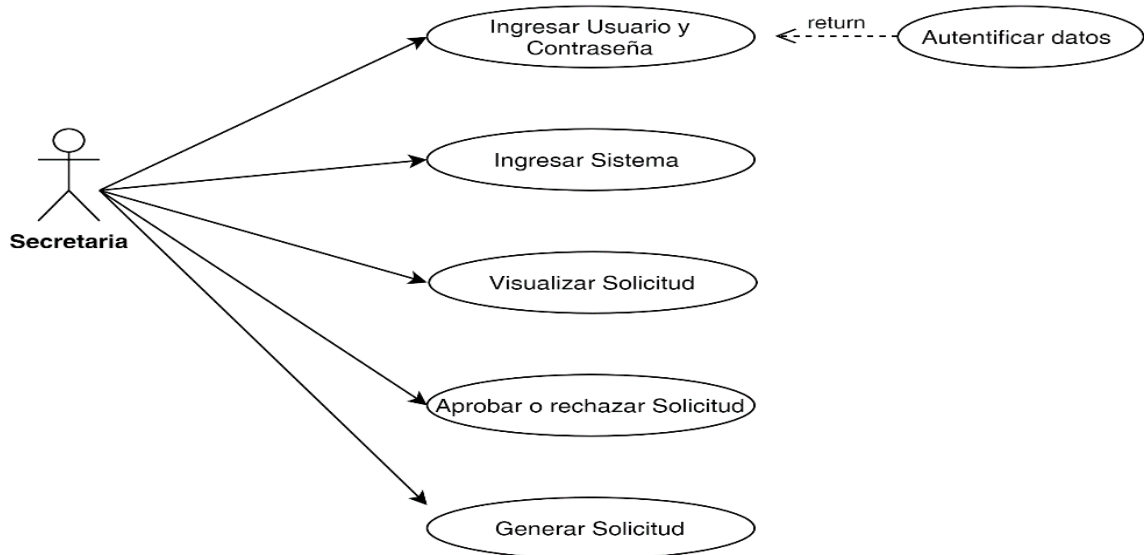 Ingresar Usuario y
Contraseña
return
Autentificar datos
Ingresar Sistema
Secretaria
Visualizar Solicitud
Aprobar o rechazar Solicitud
Generar Solicitud